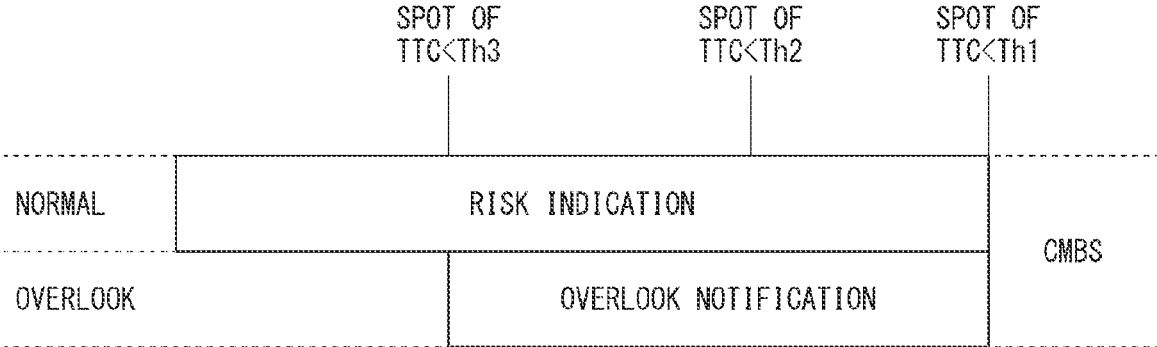 SPOT OF
TTC<Th3
SPOT OF
TTC<Th2
SPOT OF
TTC<Th1
NORMAL
RISK INDICATION
CMBS
OVERLOOK
OVERLOOK NOTIFICATION